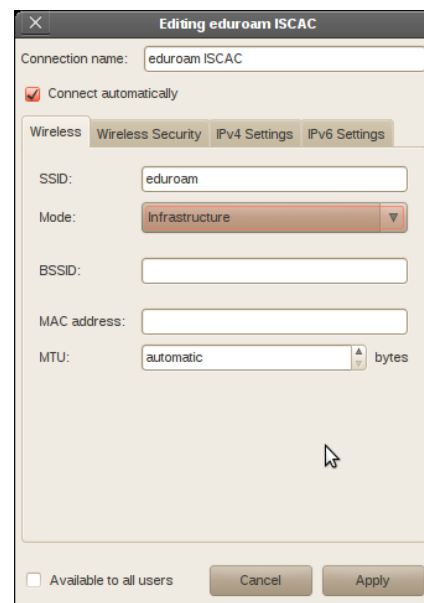 Editing eduroam ISCAC
Connection name: eduroam ISCAC
Connect automatically
Wireless Wireless Security IPv4 Settings IPv6 Settings
SSID: eduroam
Mode: Infrastructure
BSSID:
MAC address:
MTU: automatic bytes
Available to all users Cancel Apply